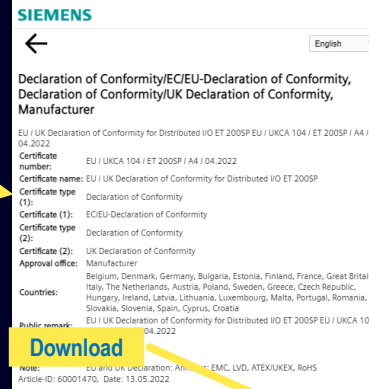 SIEMENS
English
Declaration of Conformity/EC/EU-Declaration of Conformity,
Declaration of Conformity/UK Declaration of Conformity,
Manufacturer
EU / UK Declaration of Conformity for Distributed I/O ET 200SP EU / UKCA 104 / ET 200SP / A4 /
04.2022
Certificate number: EU / UKCA 104 / ET 200SP / A4 / 04.2022
Certificate name: EU / UK Declaration of Conformity for Distributed I/O ET 200SP
Certificate type (1): Declaration of Conformity
Certificate (1): EC/EU-Declaration of Conformity
Certificate type (2): Declaration of Conformity
Certificate (2): UK Declaration of Conformity
Approval office: Manufacturer
Belgium, Denmark, Germany, Bulgaria, Estonia, Finland, France, Great Britai
Countries: Italy, The Netherlands, Austria, Poland, Sweden, Greece, Czech Republic,
Hungary, Ireland, Latvia, Lithuania, Luxembourg, Malta, Portugal, Romania,
Slovakia, Slovenia, Spain, Cyprus, Croatia
Public remark: EU / UK Declaration of Conformity for Distributed I/O ET 200SP EU / UKCA 10
04.2022
Download
Note: EU and UK Declaration: EMC, LVD, ATEX/UKEX, RoHS
Article-ID: 60001470, Date: 13.05.2022